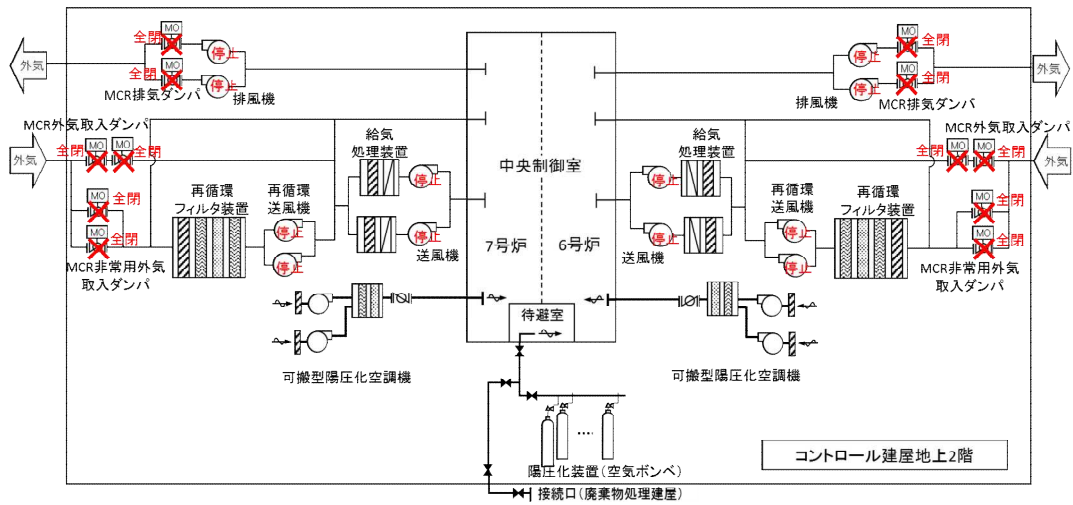 MO
全閉
停止
外気
全閉
MO
停止
MCR排気ダンパ
排風機
MO
全閉
停止
外気
MO
全閉
停止
排風機
MCR排気ダンパ
MCR外気取入ダンパ
MO
MO
全閉
全閉
外気
MCR外気取入ダンパ
MO
MO
全閉
全閉
外気
給気
処理装置
停止
停止
送風機
給気
処理装置
停止
停止
送風機
中央制御室
7号炉
6号炉
MO
全閉
MO
全閉
MCR非常用外気
取入ダンパ
再循環
フィルタ装置
再循環
送風機
停止
停止
再循環
送風機
停止
停止
再循環
フィルタ装置
MO
全閉
MO
全閉
MCR非常用外気
取入ダンパ
待避室
可搬型陽圧化空調機
可搬型陽圧化空調機
‥‥
陽圧化装置(空気ボンベ)
接続口(廃棄物処理建屋)
コントロール建屋地上2階